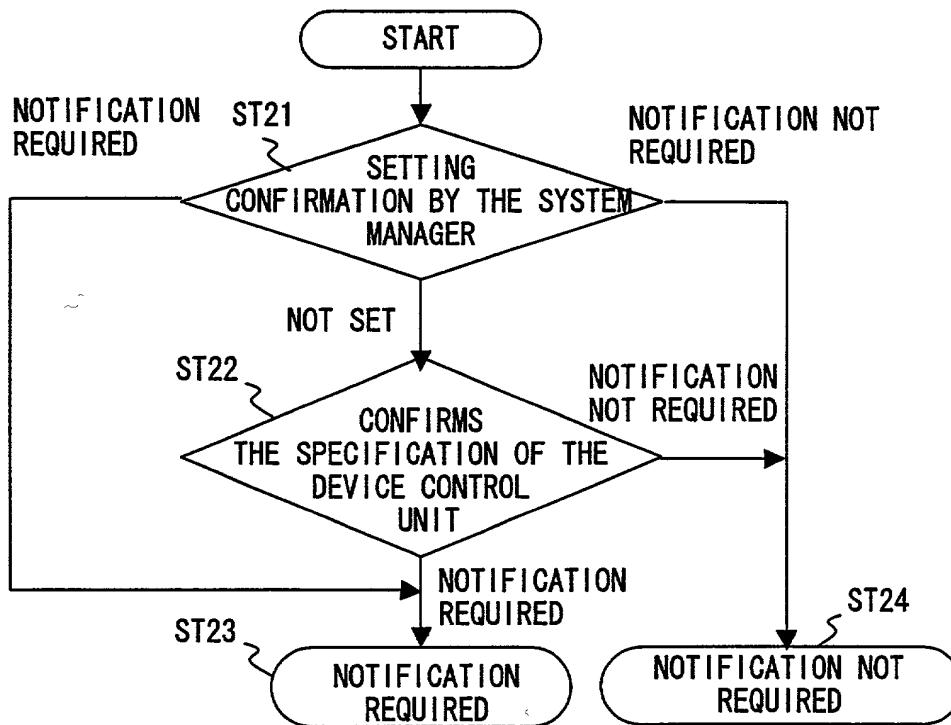 START
NOTIFICATION
REQUIRED
ST21
NOTIFICATION NOT
REQUIRED
SETTING
CONFIRMATION BY THE SYSTEM
MANAGER
NOT SET
ST22
NOTIFICATION
NOT REQUIRED
CONFIRMS
THE SPECIFICATION OF THE
DEVICE CONTROL
UNIT
NOTIFICATION
REQUIRED
ST23
ST24
NOTIFICATION
REQUIRED
NOTIFICATION NOT
REQUIRED